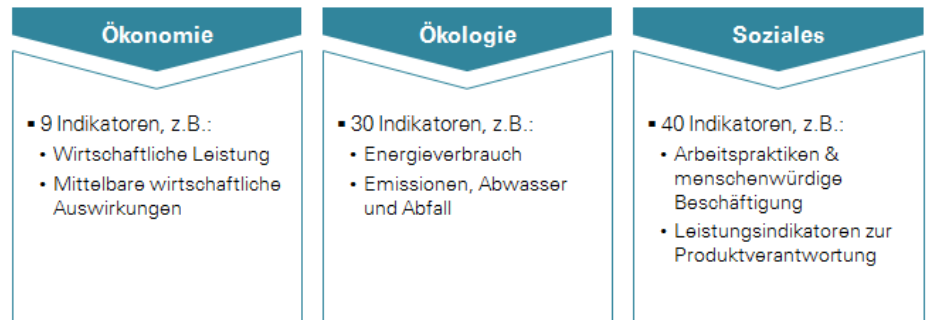 Ökonomie
▪ 9 Indikatoren, z.B.:
• Wirtschaftliche Leistung
• Mittelbare wirtschaftliche
Auswirkungen
Ökologie
▪ 30 Indikatoren, z.B.:
• Energieverbrauch
• Emissionen, Abwasser
und Abfall
Soziales
▪ 40 Indikatoren, z.B.:
• Arbeitspraktiken &
menschenwürdige
Beschäftigung
• Leistungsindikatoren zur
Produktverantwortung